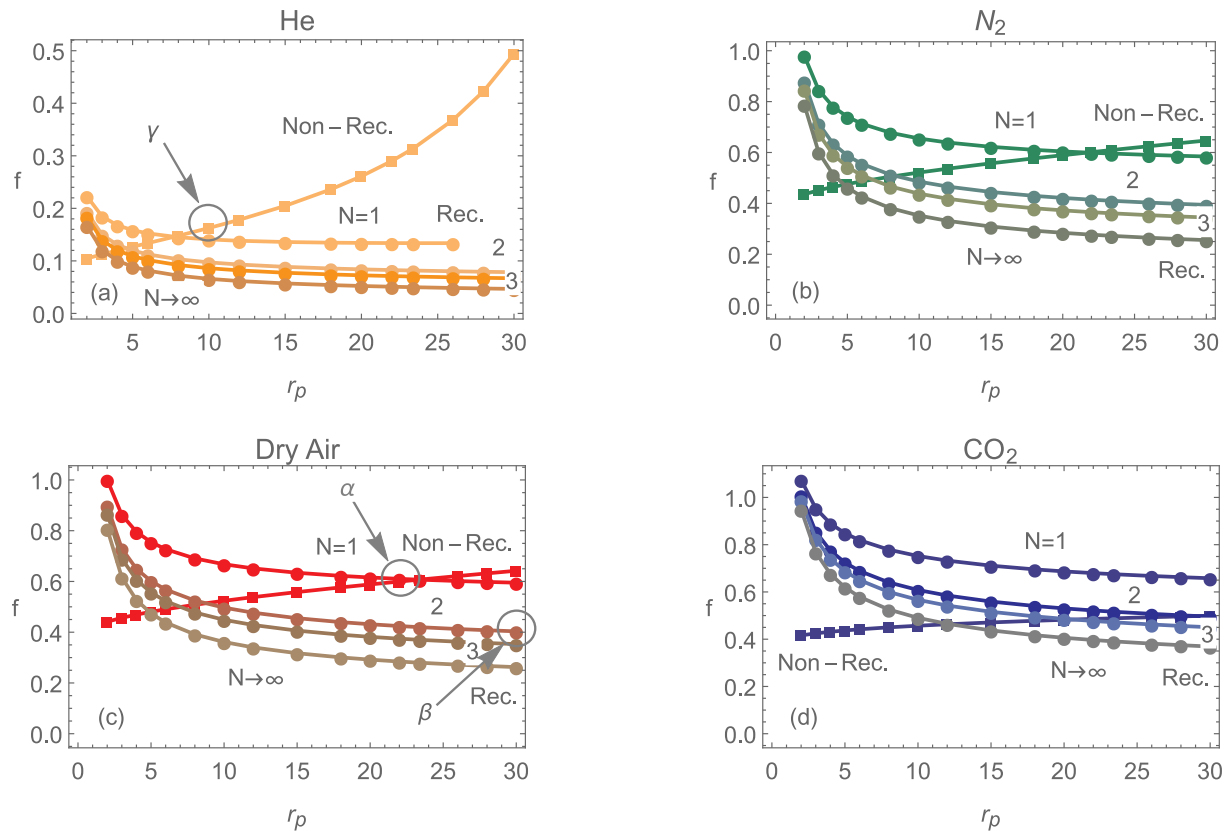 He
0.5
0.4
0.3
0.2
0.1
0.0
f
γ
Non – Rec.
N=1
Rec.
2
3
N→∞
(a)
5 10 15 20 25 30
r_p
N₂
1.0
0.8
0.6
0.4
0.2
0.0
f
N=1
Non – Rec.
2
3
N→∞
Rec.
(b)
0 5 10 15 20 25 30
r_p
Dry Air
1.0
0.8
0.6
0.4
0.2
0.0
f
α
N=1
Non – Rec.
2
3
N→∞
Rec.
β
(c)
0 5 10 15 20 25 30
r_p
CO₂
1.0
0.8
0.6
0.4
0.2
0.0
f
N=1
2
3
Non – Rec.
N→∞
Rec.
(d)
0 5 10 15 20 25 30
r_p